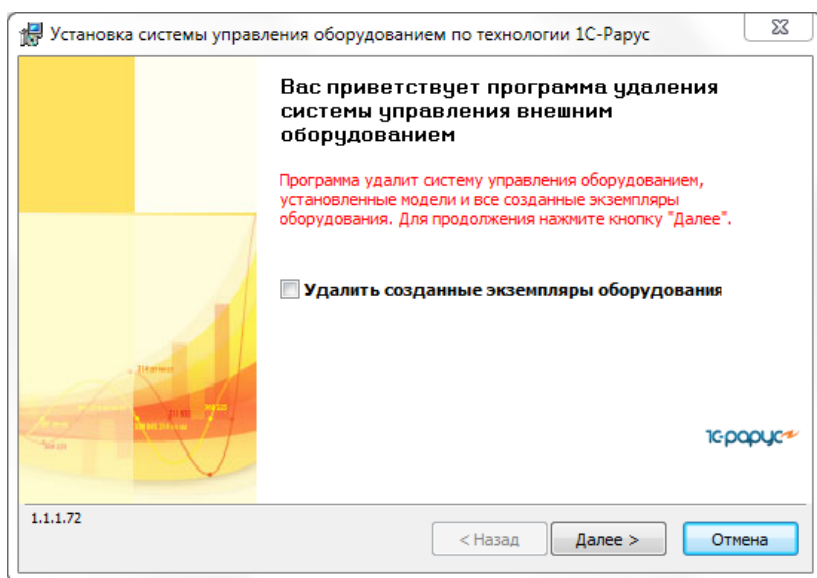 Установка системы управления оборудованием по технологии 1С-Рарус
Вас приветствует программа удаления
системы управления внешним
оборудованием
Программа удалит систему управления оборудованием,
установленные модели и все созданные экземпляры
оборудования. Для продолжения нажмите кнопку "Далее".
Удалить созданные экземпляры оборудования
1С·рарус
1.1.1.72
< Назад
Далее >
Отмена